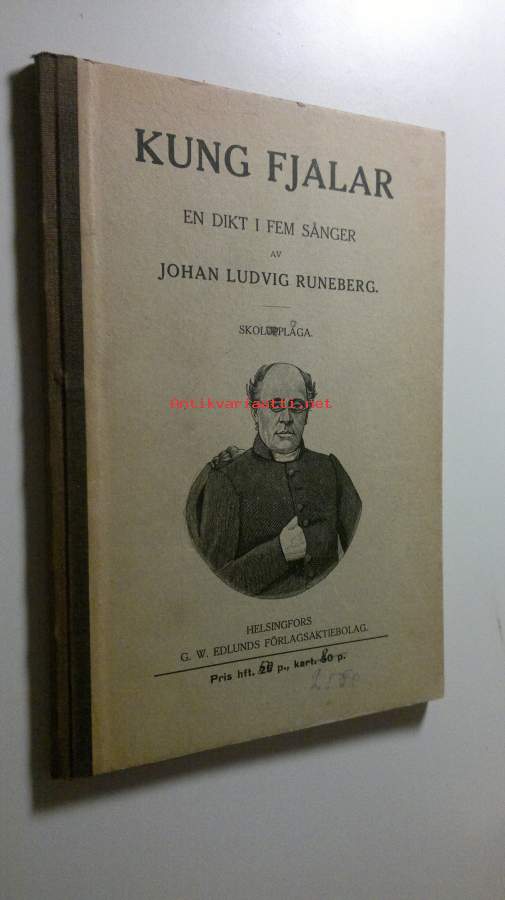 KUNG FJALAR
EN DIKT I FEM SÅNGER
AV
JOHAN LUDVIG RUNEBERG.
SKOLUPPLAGA.
Antikvariaatti.net
HELSINGFORS
G. W. EDLUNDS FÖRLAGSAKTIEBOLAG.
Pris hft. p., kart. p.